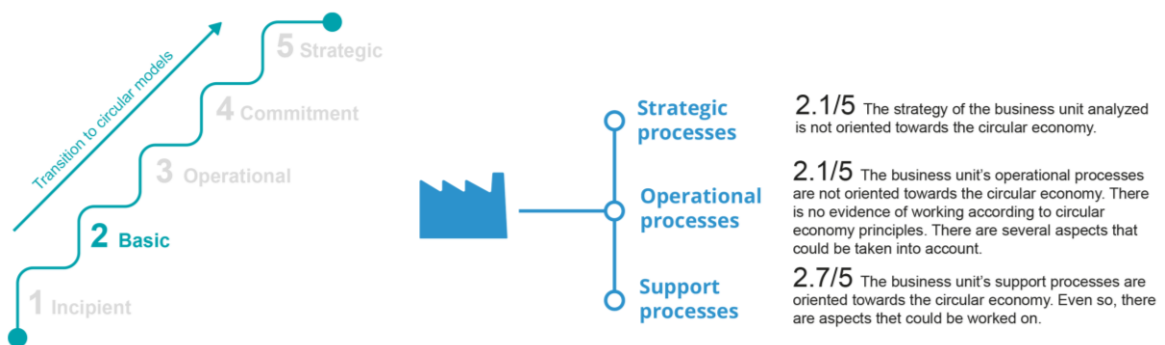 5 Strategic
4 Commitment
3 Operational
2 Basic
1 Incipient
Transition to circular models
Strategic
processes
2.1/5 The strategy of the business unit analyzed
is not oriented towards the circular economy.
Operational
processes
2.1/5 The business unit's operational processes
are not oriented towards the circular economy. There
is no evidence of working according to circular
economy principles. There are several aspects that
could be taken into account.
Support
processes
2.7/5 The business unit's support processes are
oriented towards the circular economy. Even so, there
are aspects thet could be worked on.